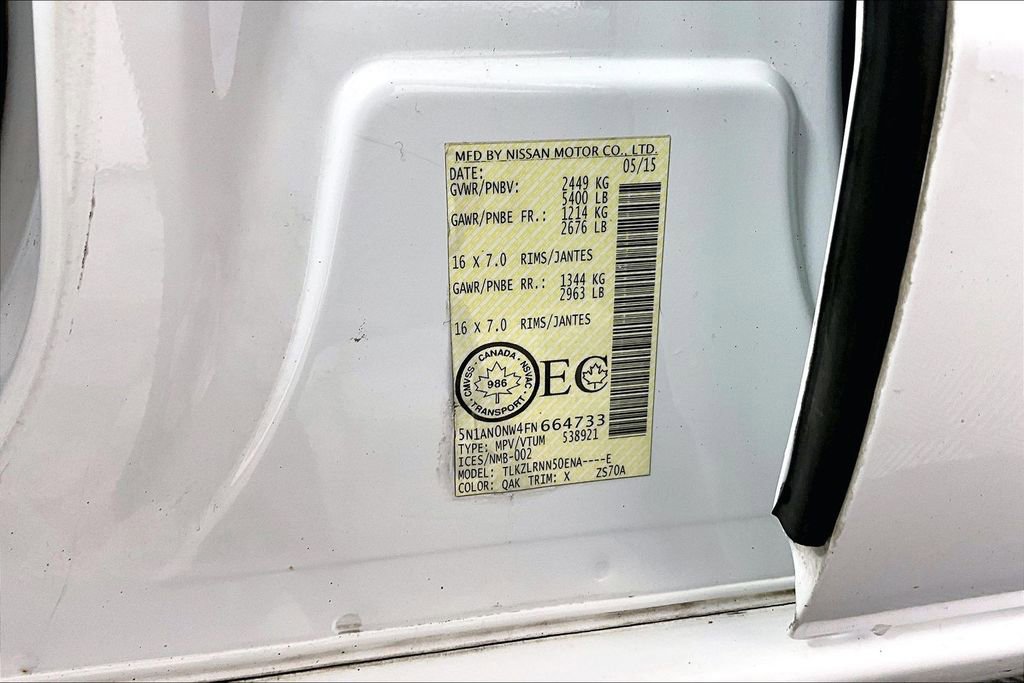 MFD BY NISSAN MOTOR CO., LTD.
DATE: 05/15
GVWR/PNBV: 2449 KG
5400 LB
GAWR/PNBE FR.: 1214 KG
2676 LB
16 X 7.0 RIMS/JANTES
GAWR/PNBE RR.: 1344 KG
2963 LB
16 X 7.0 RIMS/JANTES
CMVSS - CANADA - NSVAC
986
TRANSPORT
EC
5N1AN0NW4FN664733
TYPE: MPV/VTUM 538921
ICES/NMB-002
MODEL: TLKZLRNN50ENA----E
COLOR: QAK TRIM: X ZS70A